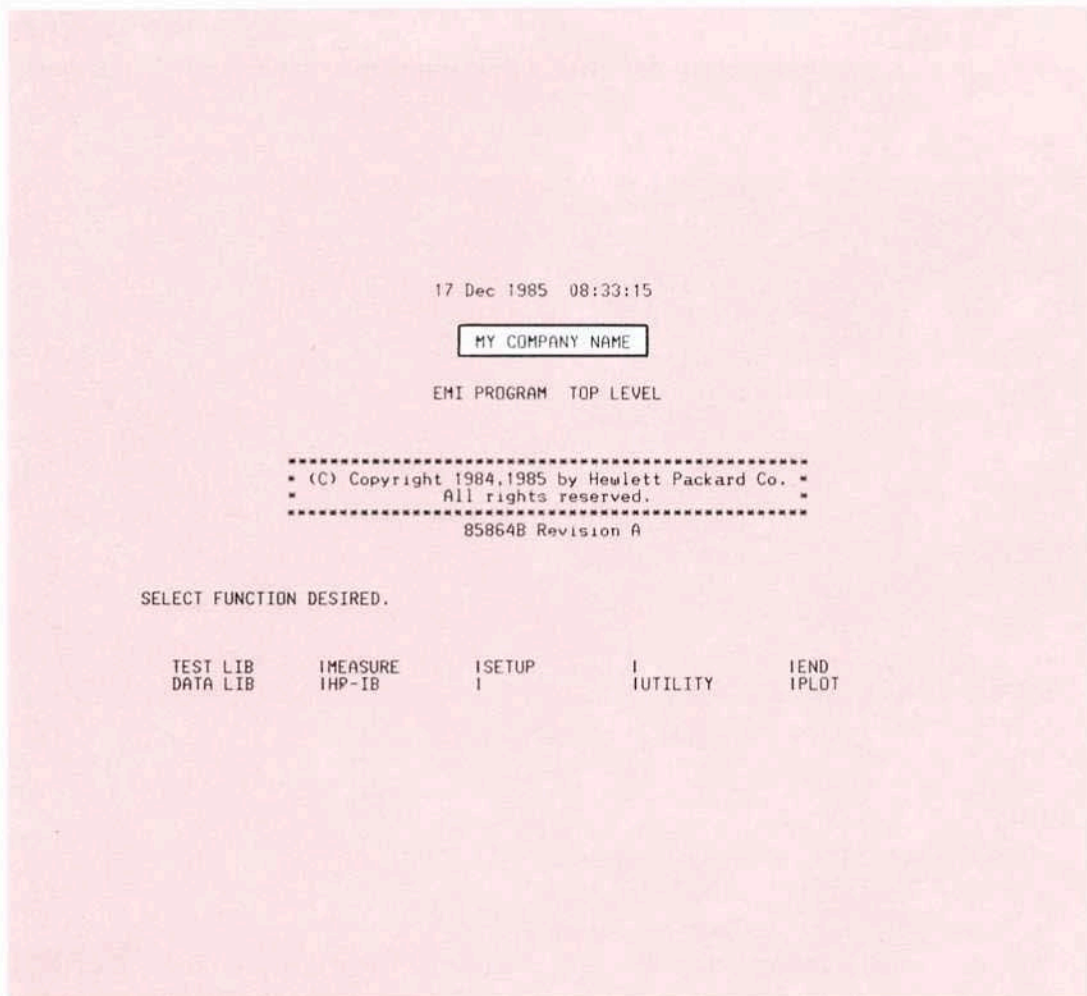 17 Dec 1985  08:33:15
MY COMPANY NAME
EMI PROGRAM  TOP LEVEL
**************************************************
* (C) Copyright 1984,1985 by Hewlett Packard Co. *
*              All rights reserved.              *
**************************************************
85864B Revision A
SELECT FUNCTION DESIRED.
TEST LIB |MEASURE |SETUP | |END
DATA LIB |HP-IB | |UTILITY |PLOT